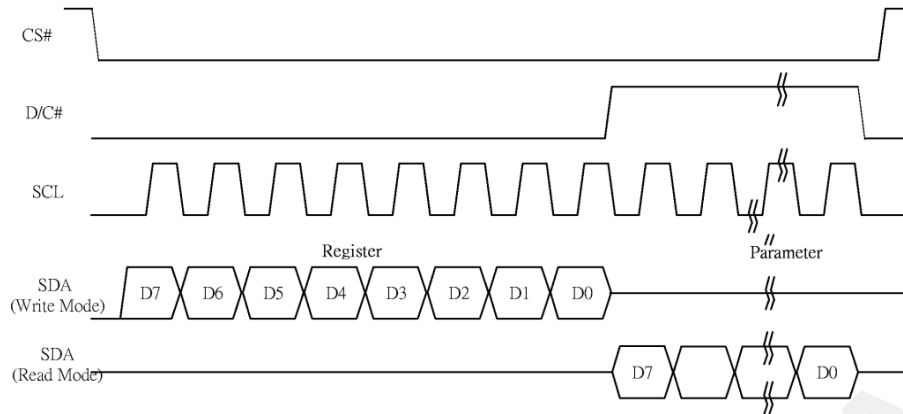 CS#
D/C#
SCL
Register
Parameter
SDA
(Write Mode)
D7 D6 D5 D4 D3 D2 D1 D0
SDA
(Read Mode)
D7 D0